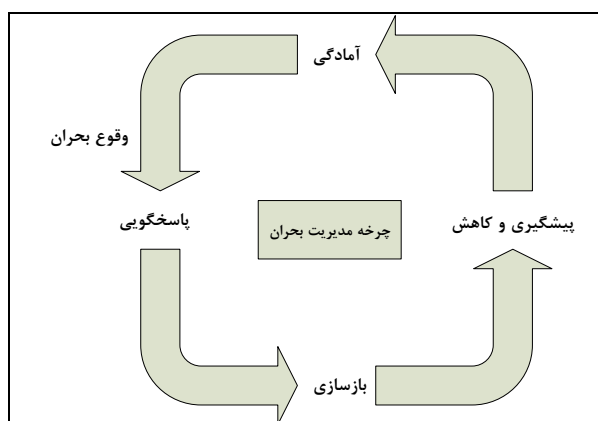 آمادگی
وقوع بحران
پاسخگویی
چرخه مدیریت بحران
پیشگیری و کاهش
بازسازی